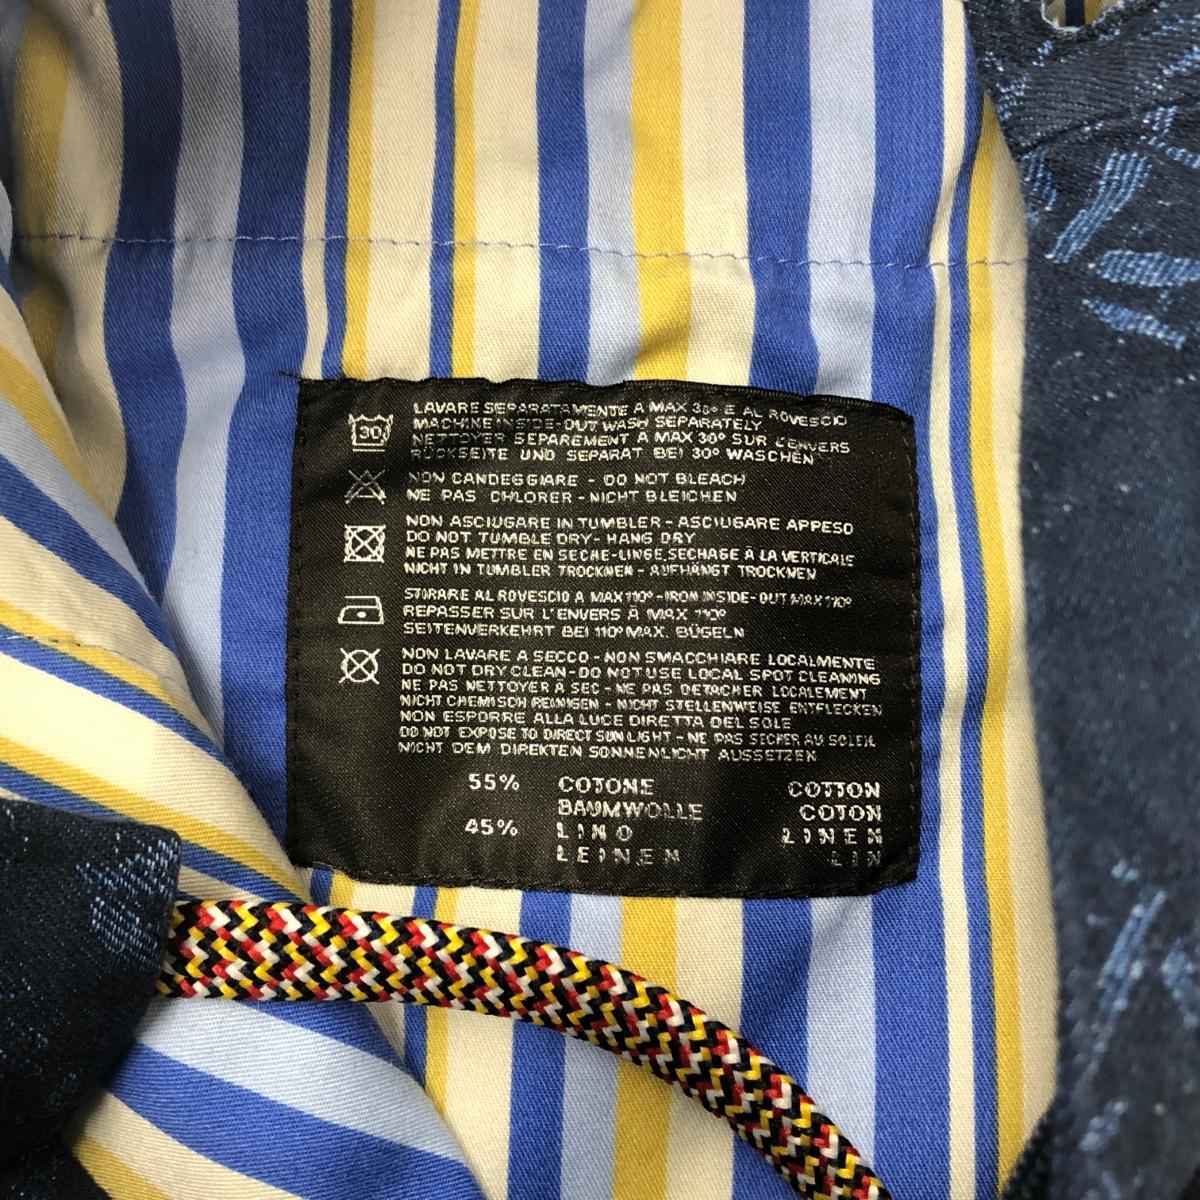 30
LAVARE SEPARATAMENTE A MAX 30° E AL ROVESCIO
MACHINE INSIDE-OUT WASH SEPARATELY
NETTOYER SEPAREMENT A MAX 30° SUR L'ENVERS
RÜCKSEITE UND SEPARAT BEI 30° WASCHEN
NON CANDEGGIARE - DO NOT BLEACH
NE PAS CHLORER - NICHT BLEICHEN
NON ASCIUGARE IN TUMBLER - ASCIUGARE APPESO
DO NOT TUMBLE DRY - HANG DRY
NE PAS METTRE EN SECHE-LINGE, SECHAGE À LA VERTICALE
NICHT IN TUMBLER TROCKNEN - AUFHÄNGT TROCKNEN
STIRARE AL ROVESCIO A MAX 110° - IRON INSIDE-OUT MAX 110°
REPASSER SUR L'ENVERS À MAX 110°
SEITENVERKEHRT BEI 110° MAX. BÜGELN
NON LAVARE A SECCO - NON SMACCHIARE LOCALMENTE
DO NOT DRY CLEAN - DO NOT USE LOCAL SPOT CLEANING
NE PAS NETTOYER À SEC - NE PAS DETACHER LOCALEMENT
NICHT CHEMISCH REINIGEN - NICHT STELLENWEISE ENTFLECKEN
NON ESPORRE ALLA LUCE DIRETTA DEL SOLE
DO NOT EXPOSE TO DIRECT SUN LIGHT - NE PAS SECHER AU SOLEIL
NICHT DEM DIREKTEN SONNENLICHT AUSSETZEN
55% COTONE COTTON
BAUMWOLLE COTON
45% LINO LINEN
LEINEN LIN